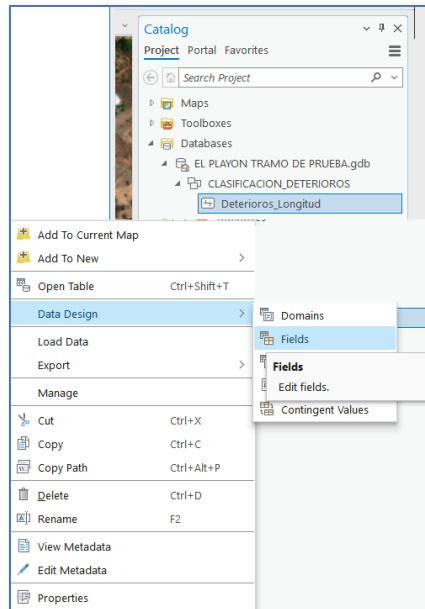 Catalog
Project Portal Favorites
Search Project
Maps
Toolboxes
Databases
EL PLAYON TRAMO DE PRUEBA.gdb
CLASIFICACION_DETERIOROS
Deterioros_Longitud
Add To Current Map
Add To New
Open Table Ctrl+Shift+T
Data Design
Domains
Load Data
Fields
Export
Fields
Edit fields.
Manage
Contingent Values
Cut Ctrl+X
Copy Ctrl+C
Copy Path Ctrl+Alt+P
Delete Ctrl+D
Rename F2
View Metadata
Edit Metadata
Properties